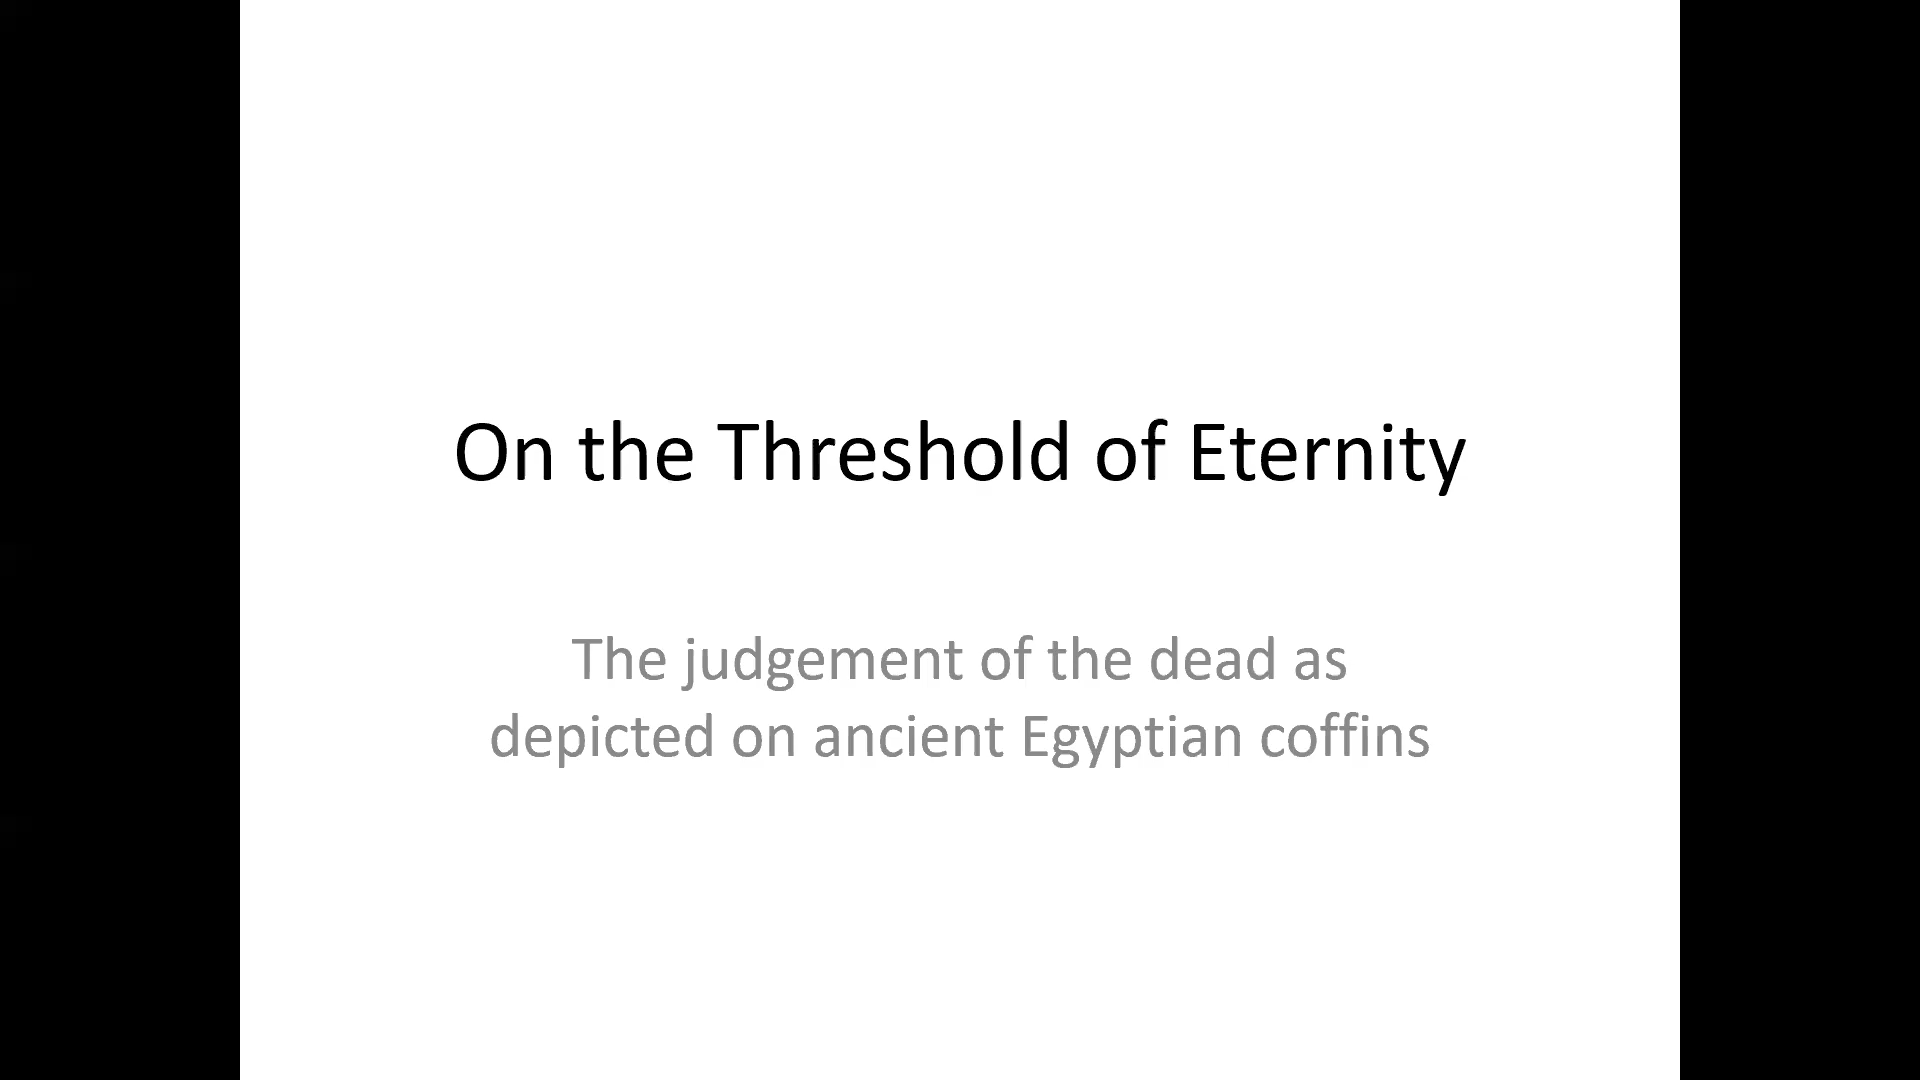 On the Threshold of Eternity
The judgement of the dead as
depicted on ancient Egyptian coffins